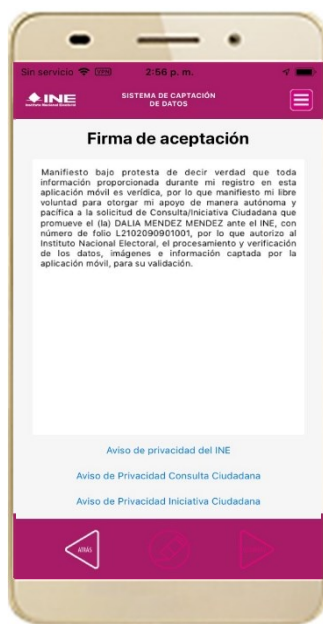 Sin servicio VPN 2:56 p. m.
INE
Instituto Nacional Electoral
SISTEMA DE CAPTACIÓN
DE DATOS
Firma de aceptación
Manifiesto bajo protesta de decir verdad que toda
información proporcionada durante mi registro en esta
aplicación móvil es verídica, por lo que manifiesto mi libre
voluntad para otorgar mi apoyo de manera autónoma y
pacífica a la solicitud de Consulta/Iniciativa Ciudadana que
promueve el (la) DALIA MENDEZ MENDEZ ante el INE, con
número de folio L2102090901001, por lo que autorizo al
Instituto Nacional Electoral, el procesamiento y verificación
de los datos, imágenes e información captada por la
aplicación móvil, para su validación.
Aviso de privacidad del INE
Aviso de Privacidad Consulta Ciudadana
Aviso de Privacidad Iniciativa Ciudadana
ATRÁS